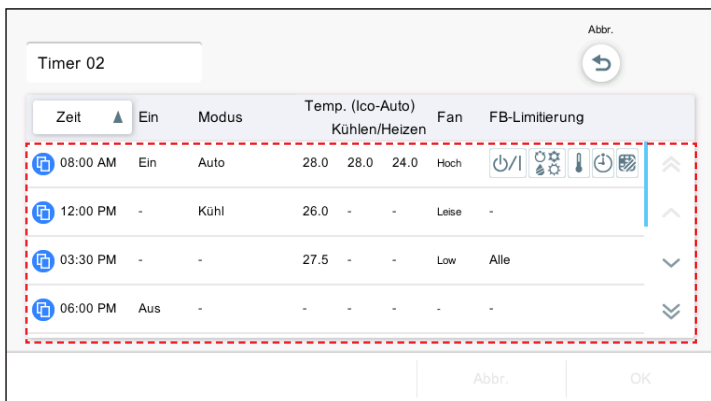 Abbr.
Timer 02
Zeit Ein Modus Temp. (Ico-Auto) Kühlen/Heizen Fan FB-Limitierung
08:00 AM Ein Auto 28.0 28.0 24.0 Hoch
12:00 PM - Kühl 26.0 - - Leise -
03:30 PM - - 27.5 - - Low Alle
06:00 PM Aus - - - - - -
Abbr. OK